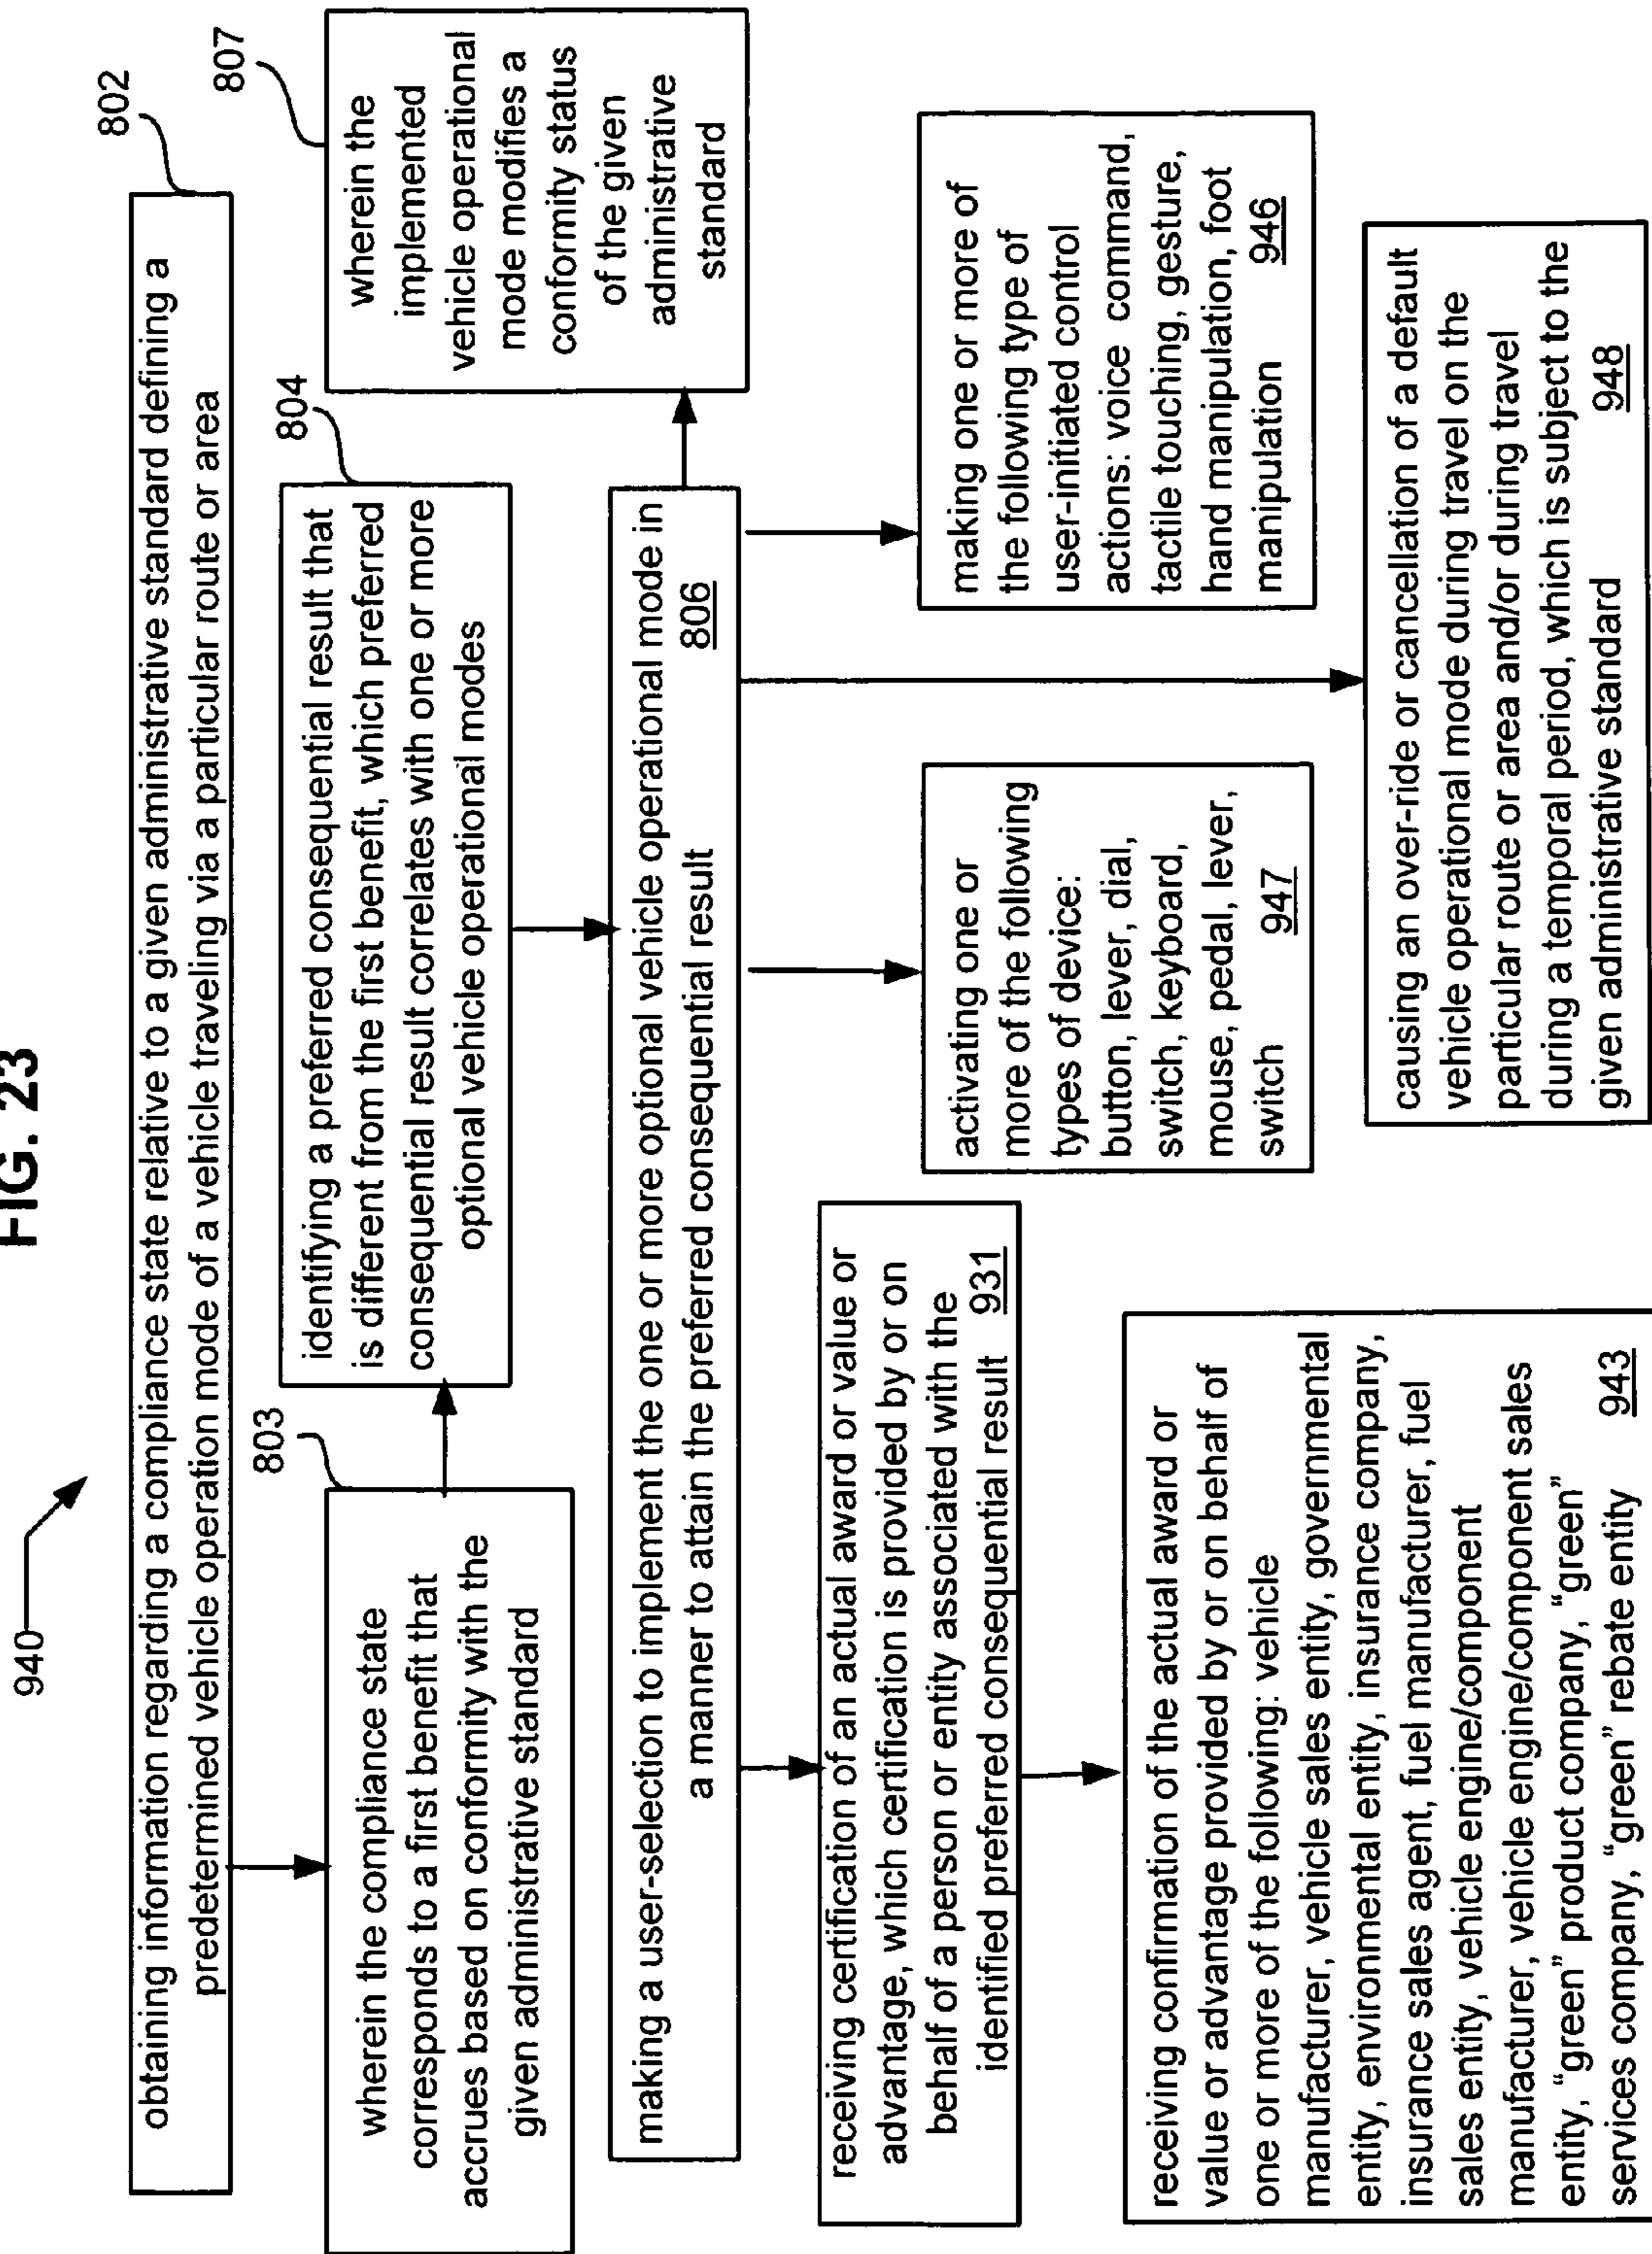 FIG. 23
940
802
obtaining information regarding a compliance state relative to a given administrative standard defining a
predetermined vehicle operation mode of a vehicle traveling via a particular route or area
803
wherein the compliance state
corresponds to a first benefit that
accrues based on conformity with the
given administrative standard
804
identifying a preferred consequential result that
is different from the first benefit, which preferred
consequential result correlates with one or more
optional vehicle operational modes
807
wherein the
implemented
vehicle operational
mode modifies a
conformity status
of the given
administrative
standard
making a user-selection to implement the one or more optional vehicle operational mode in
a manner to attain the preferred consequential result 806
receiving certification of an actual award or value or
advantage, which certification is provided by or on
behalf of a person or entity associated with the
identified preferred consequential result 931
activating one or
more of the following
types of device:
button, lever, dial,
switch, keyboard,
mouse, pedal, lever,
switch 947
making one or more of
the following type of
user-initiated control
actions: voice command,
tactile touching, gesture,
hand manipulation, foot
manipulation 946
receiving confirmation of the actual award or
value or advantage provided by or on behalf of
one or more of the following: vehicle
manufacturer, vehicle sales entity, governmental
entity, environmental entity, insurance company,
insurance sales agent, fuel manufacturer, fuel
sales entity, vehicle engine/component
manufacturer, vehicle engine/component sales
entity, “green” product company, “green”
services company, “green” rebate entity 943
causing an over-ride or cancellation of a default
vehicle operational mode during travel on the
particular route or area and/or during travel
during a temporal period, which is subject to the
given administrative standard 948